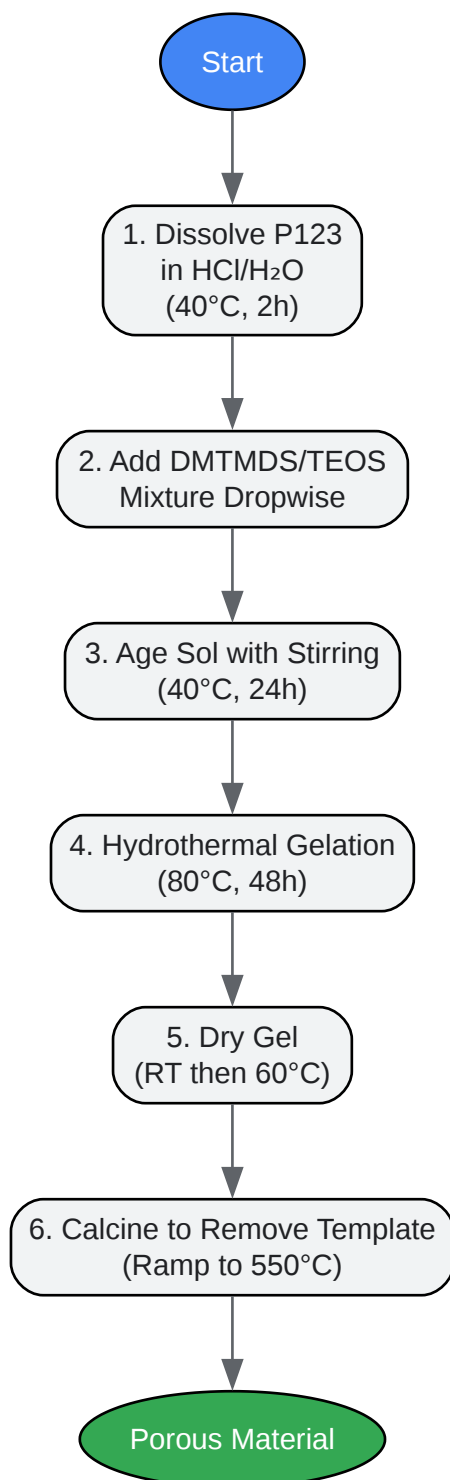 Start
1. Dissolve P123
in HCl/H₂O
(40°C, 2h)
2. Add DMTMDS/TEOS
Mixture Dropwise
3. Age Sol with Stirring
(40°C, 24h)
4. Hydrothermal Gelation
(80°C, 48h)
5. Dry Gel
(RT then 60°C)
6. Calcine to Remove Template
(Ramp to 550°C)
Porous Material